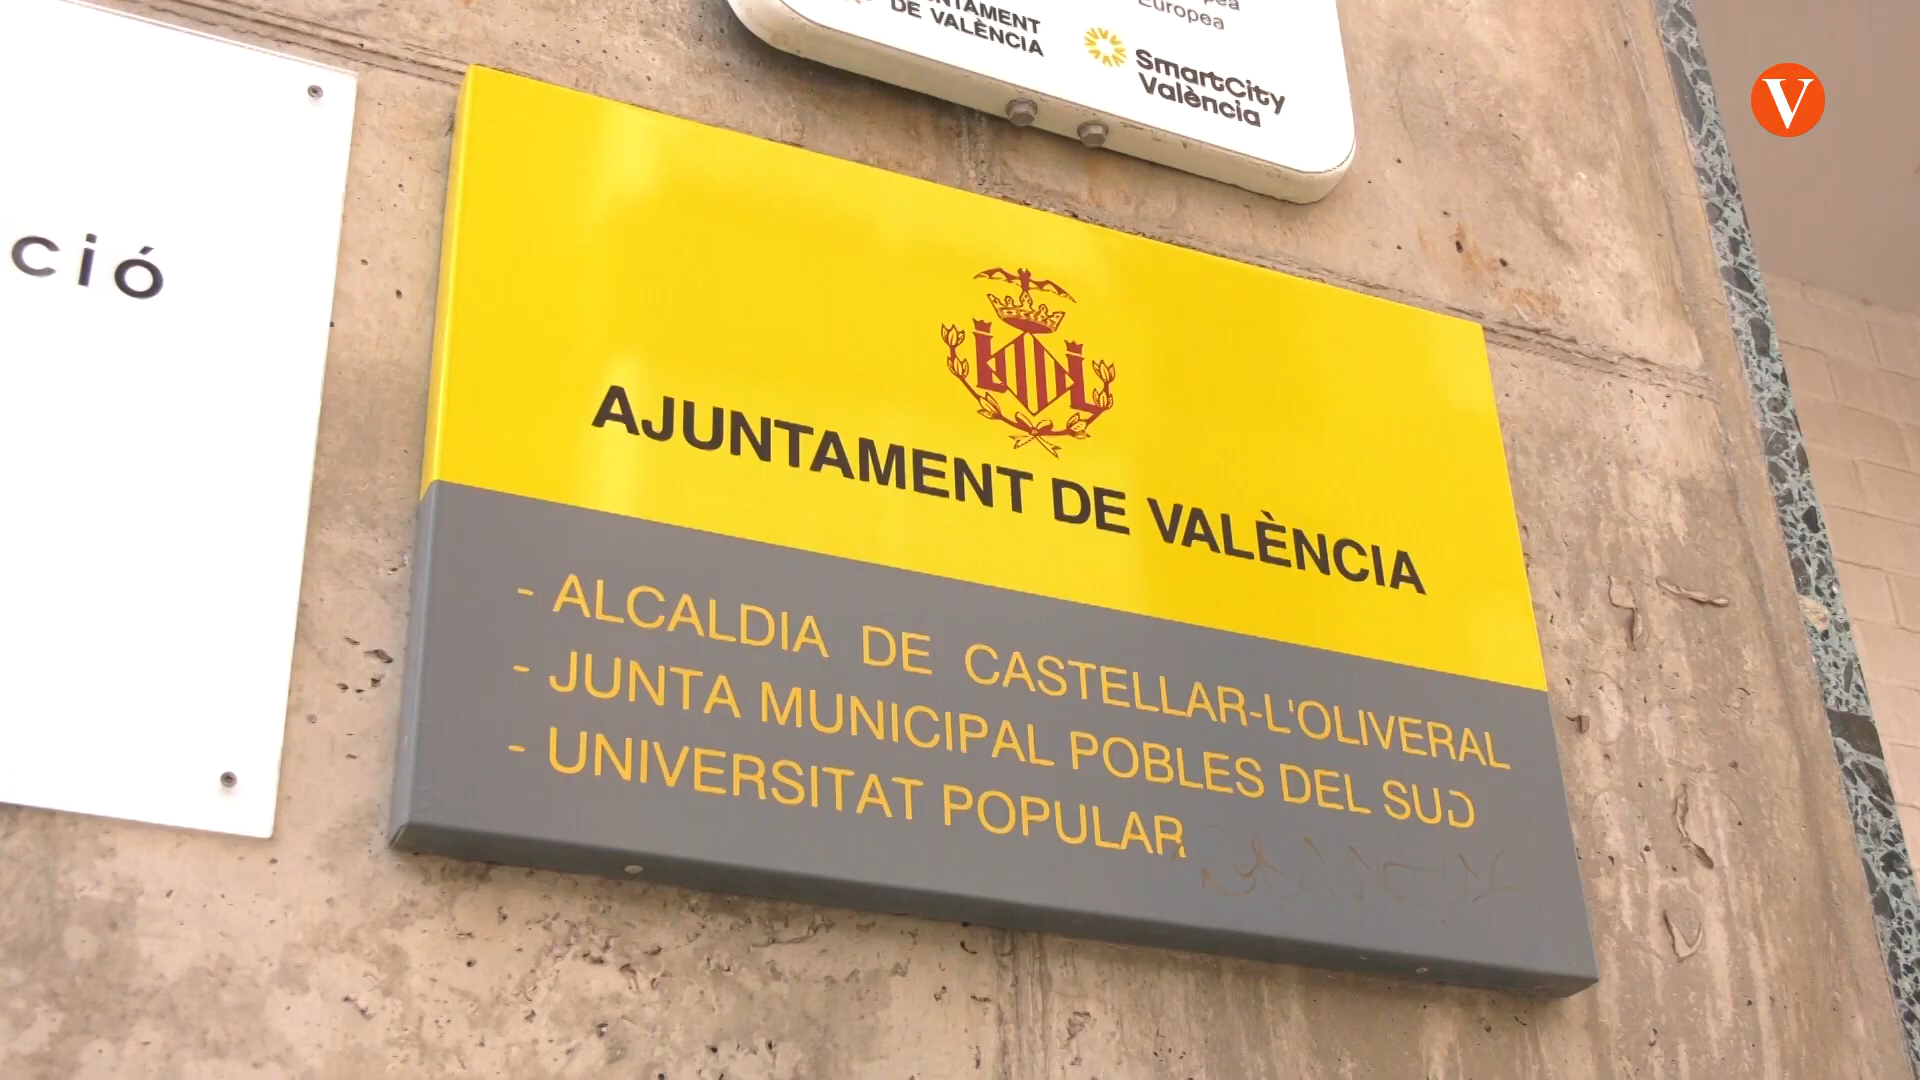 AJUNTAMENT
DE VALÈNCIA
Europea
SmartCity
València
V
ció
AJUNTAMENT DE VALÈNCIA
- ALCALDIA DE CASTELLAR-L'OLIVERAL
- JUNTA MUNICIPAL POBLES DEL SUD
- UNIVERSITAT POPULAR